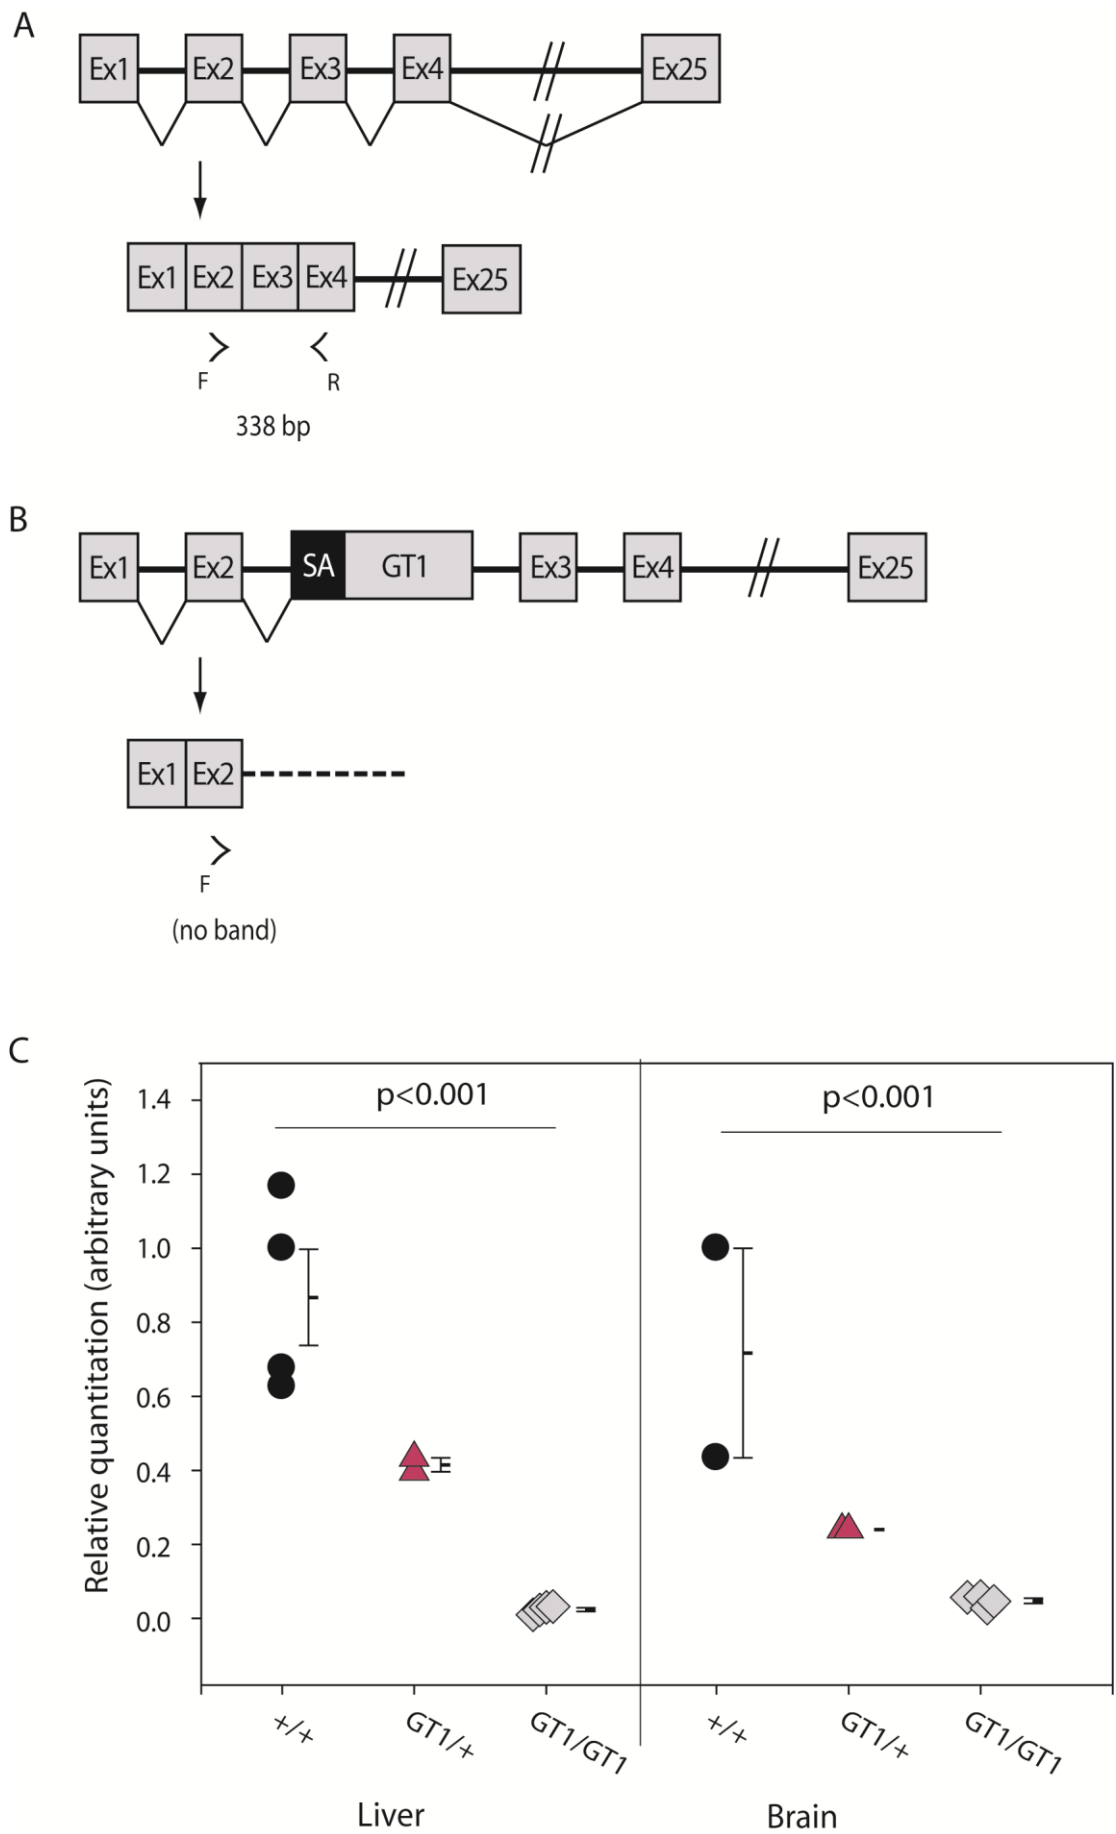 A
Ex1 Ex2 Ex3 Ex4 Ex25
Ex1 Ex2 Ex3 Ex4 Ex25
F R
338 bp
B
Ex1 Ex2 SA GT1 Ex3 Ex4 Ex25
Ex1 Ex2
F
(no band)
C
Relative quantitation (arbitrary units)
1.4
1.2
1.0
0.8
0.6
0.4
0.2
0.0
p<0.001 p<0.001
+/+ GT1/+ GT1/GT1 +/+ GT1/+ GT1/GT1
Liver Brain